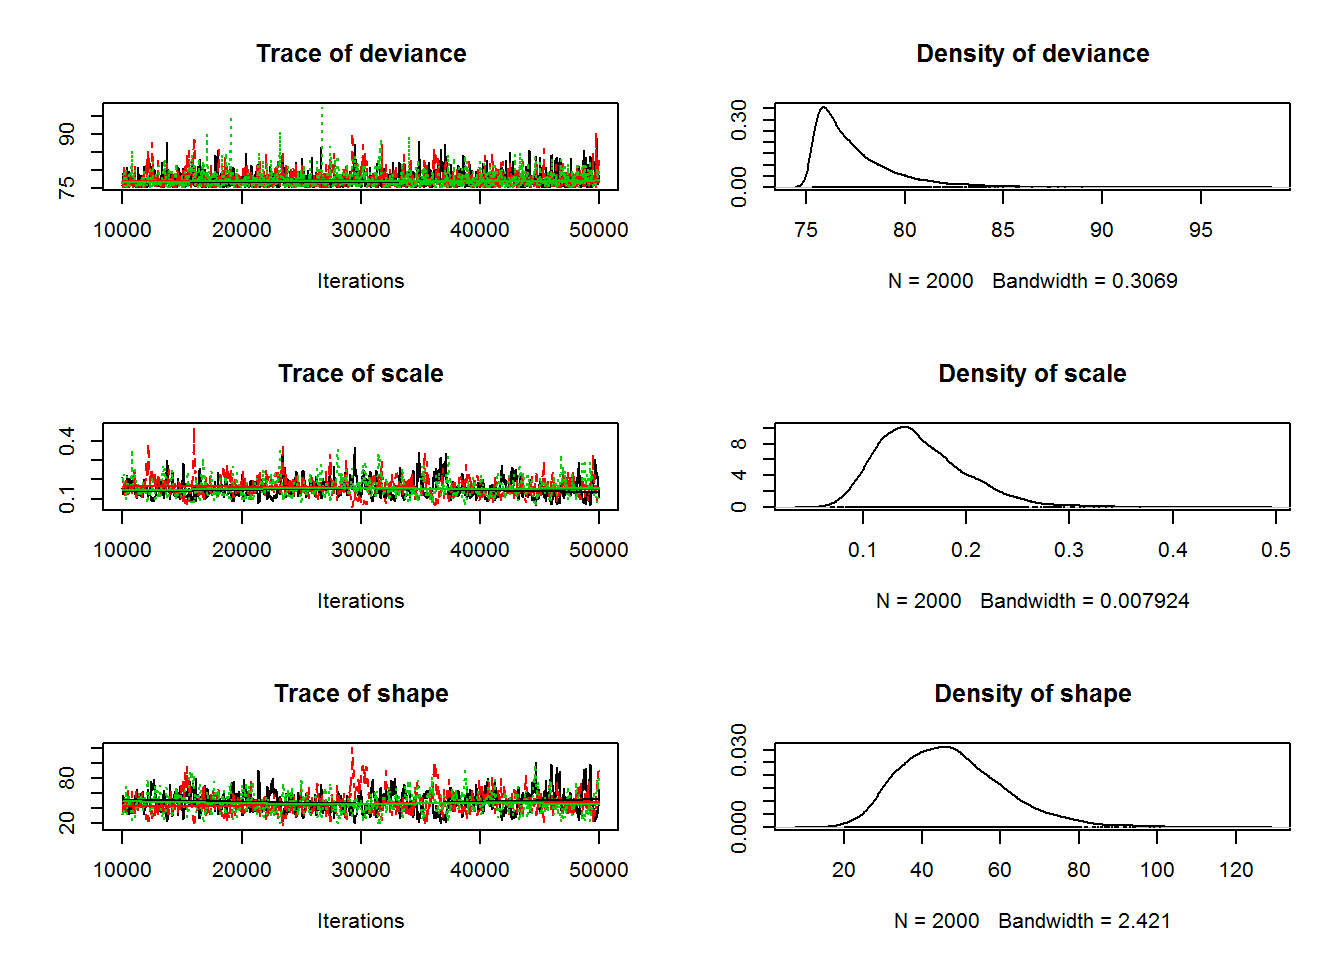 Trace of deviance
90
75
10000 20000 30000 40000 50000
Iterations
Density of deviance
0.30
0.00
75 80 85 90 95
N = 2000 Bandwidth = 0.3069
Trace of scale
0.4
0.1
10000 20000 30000 40000 50000
Iterations
Density of scale
8
4
0
0.1 0.2 0.3 0.4 0.5
N = 2000 Bandwidth = 0.007924
Trace of shape
80
20
10000 20000 30000 40000 50000
Iterations
Density of shape
0.030
0.000
20 40 60 80 100 120
N = 2000 Bandwidth = 2.421